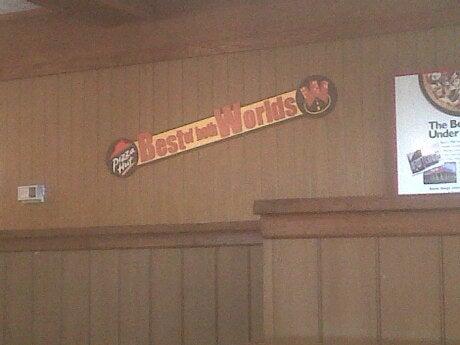 Pizza
Hut
Best of both Worlds
W
The Be
Under